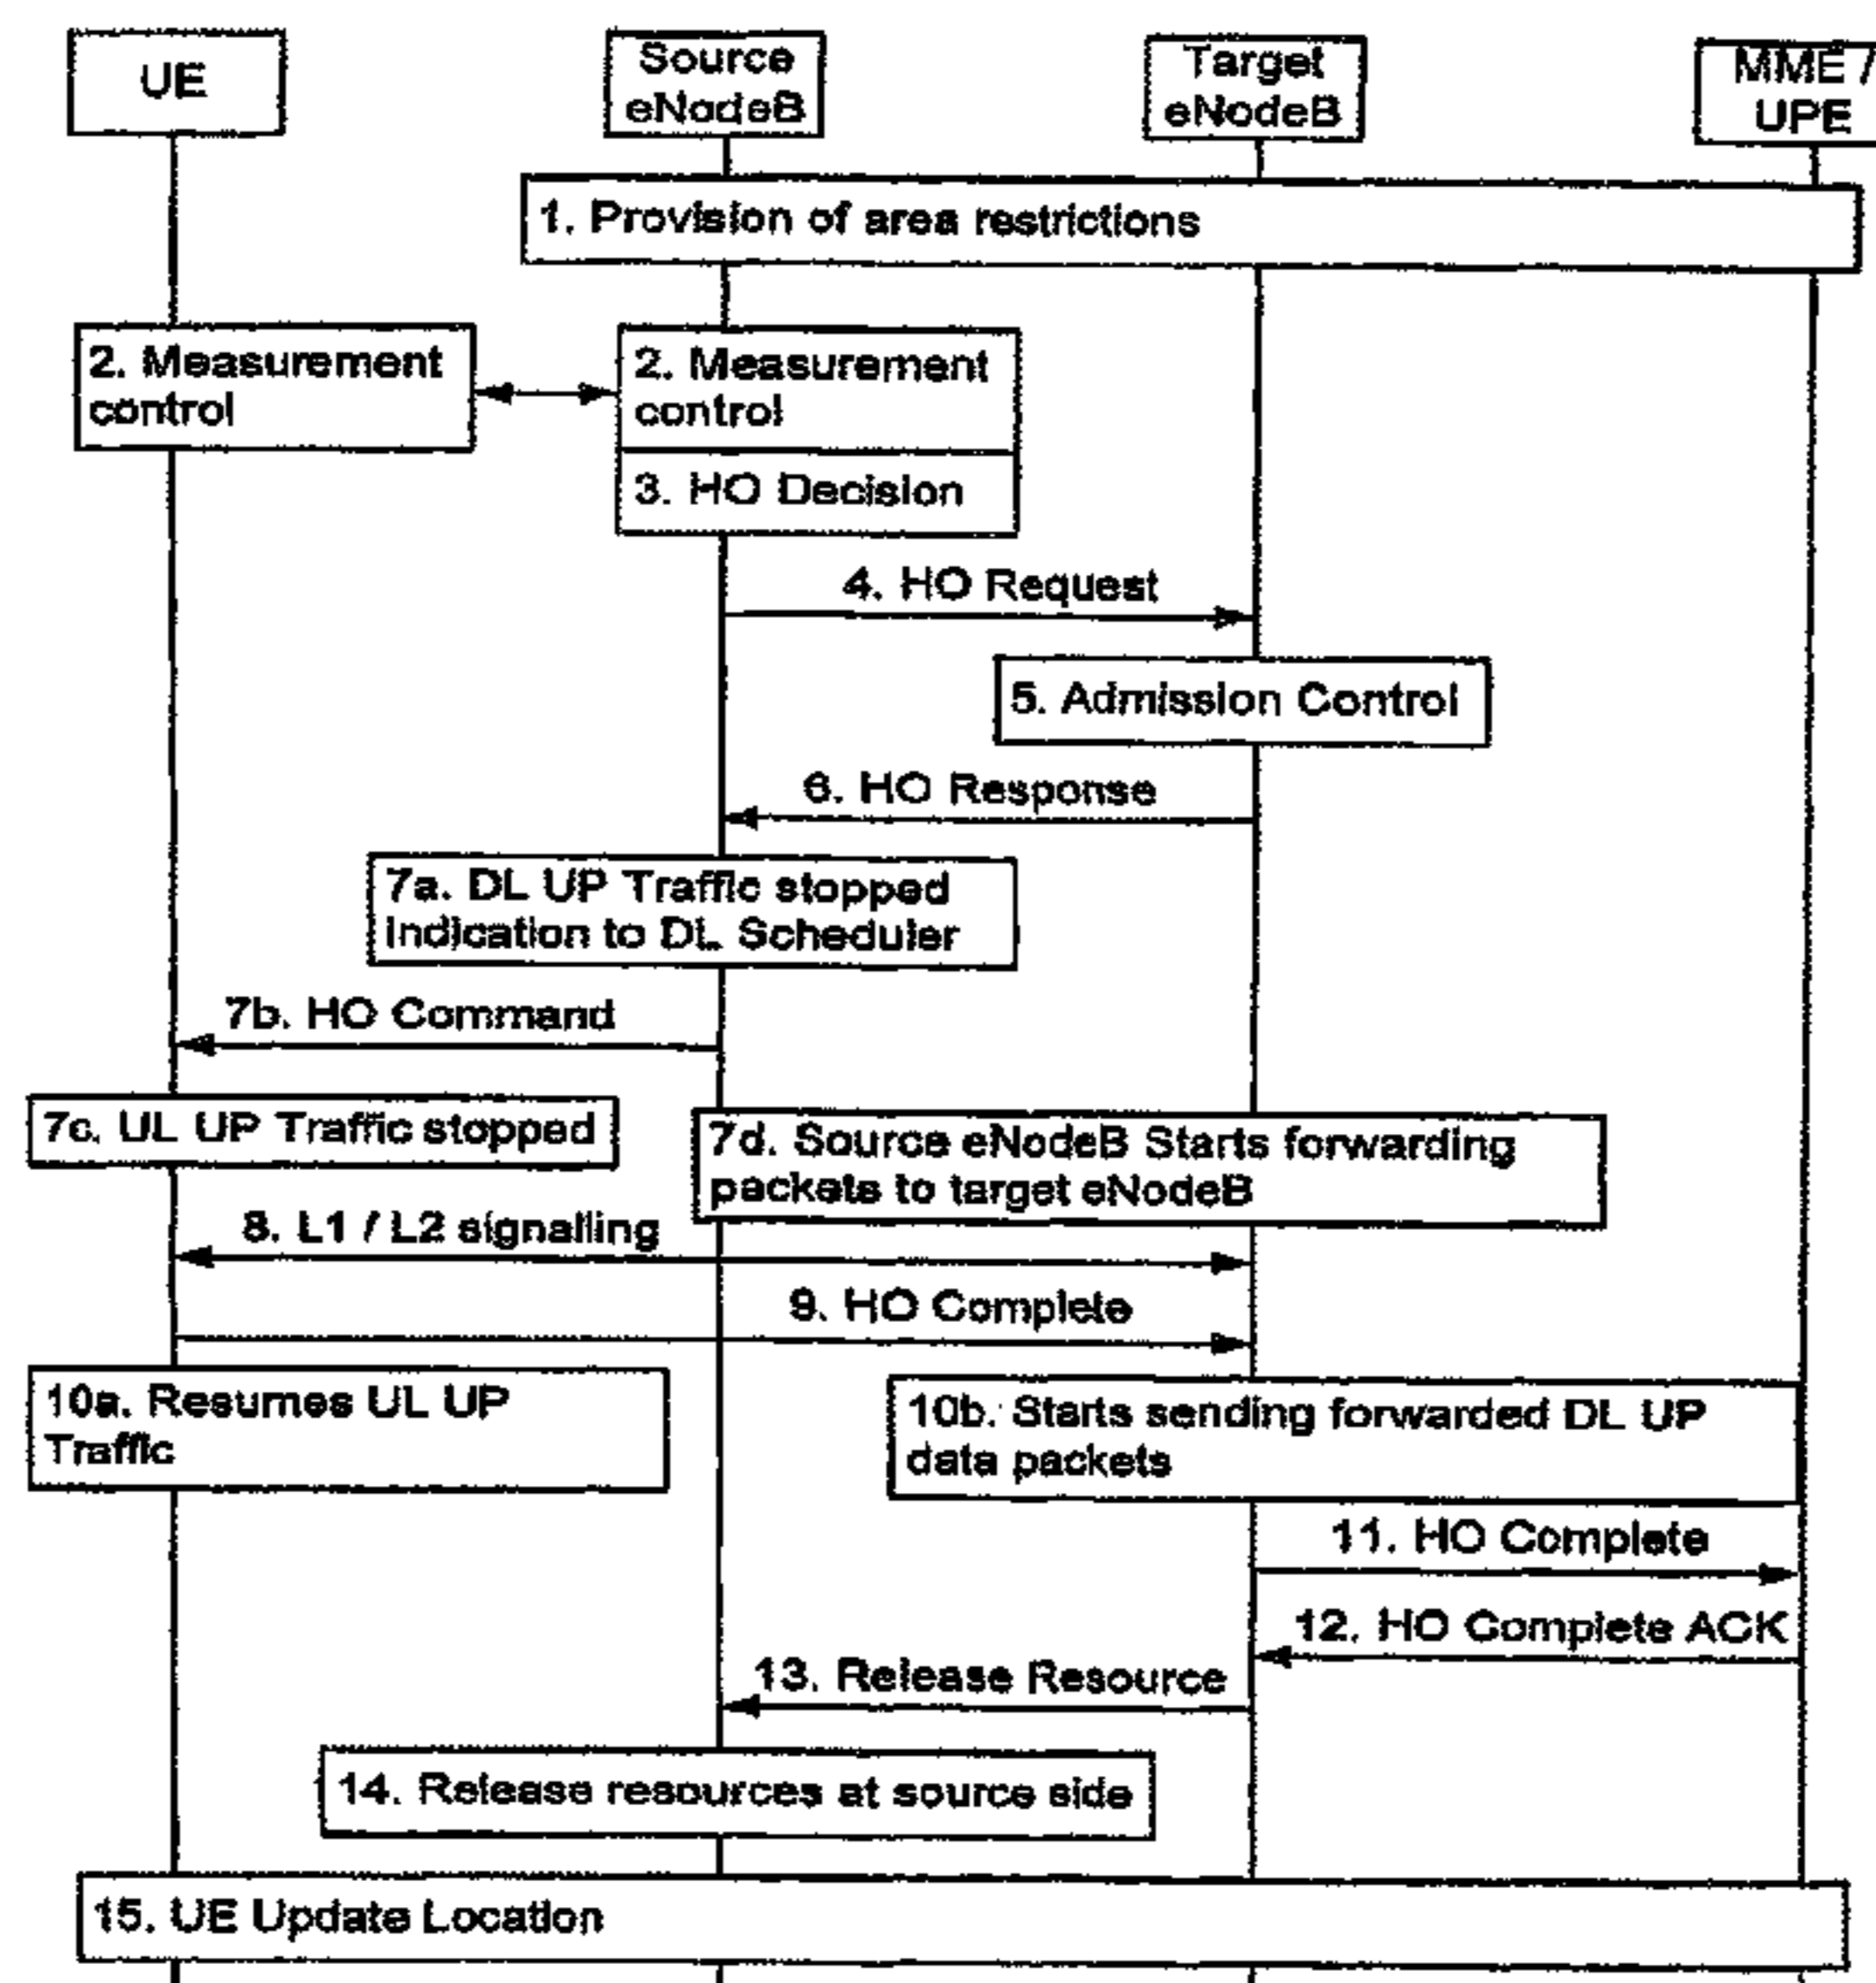 UE
Source
eNodeB
Target
eNodeB
MME /
UPE
1. Provision of area restrictions
2. Measurement
control
2. Measurement
control
3. HO Decision
4. HO Request
5. Admission Control
6. HO Response
7a. DL UP Traffic stopped
indication to DL Scheduler
7b. HO Command
7c. UL UP Traffic stopped
7d. Source eNodeB Starts forwarding
packets to target eNodeB
8. L1 / L2 signalling
9. HO Complete
10a. Resumes UL UP
Traffic
10b. Starts sending forwarded DL UP
data packets
11. HO Complete
12. HO Complete ACK
13. Release Resource
14. Release resources at source side
15. UE Update Location